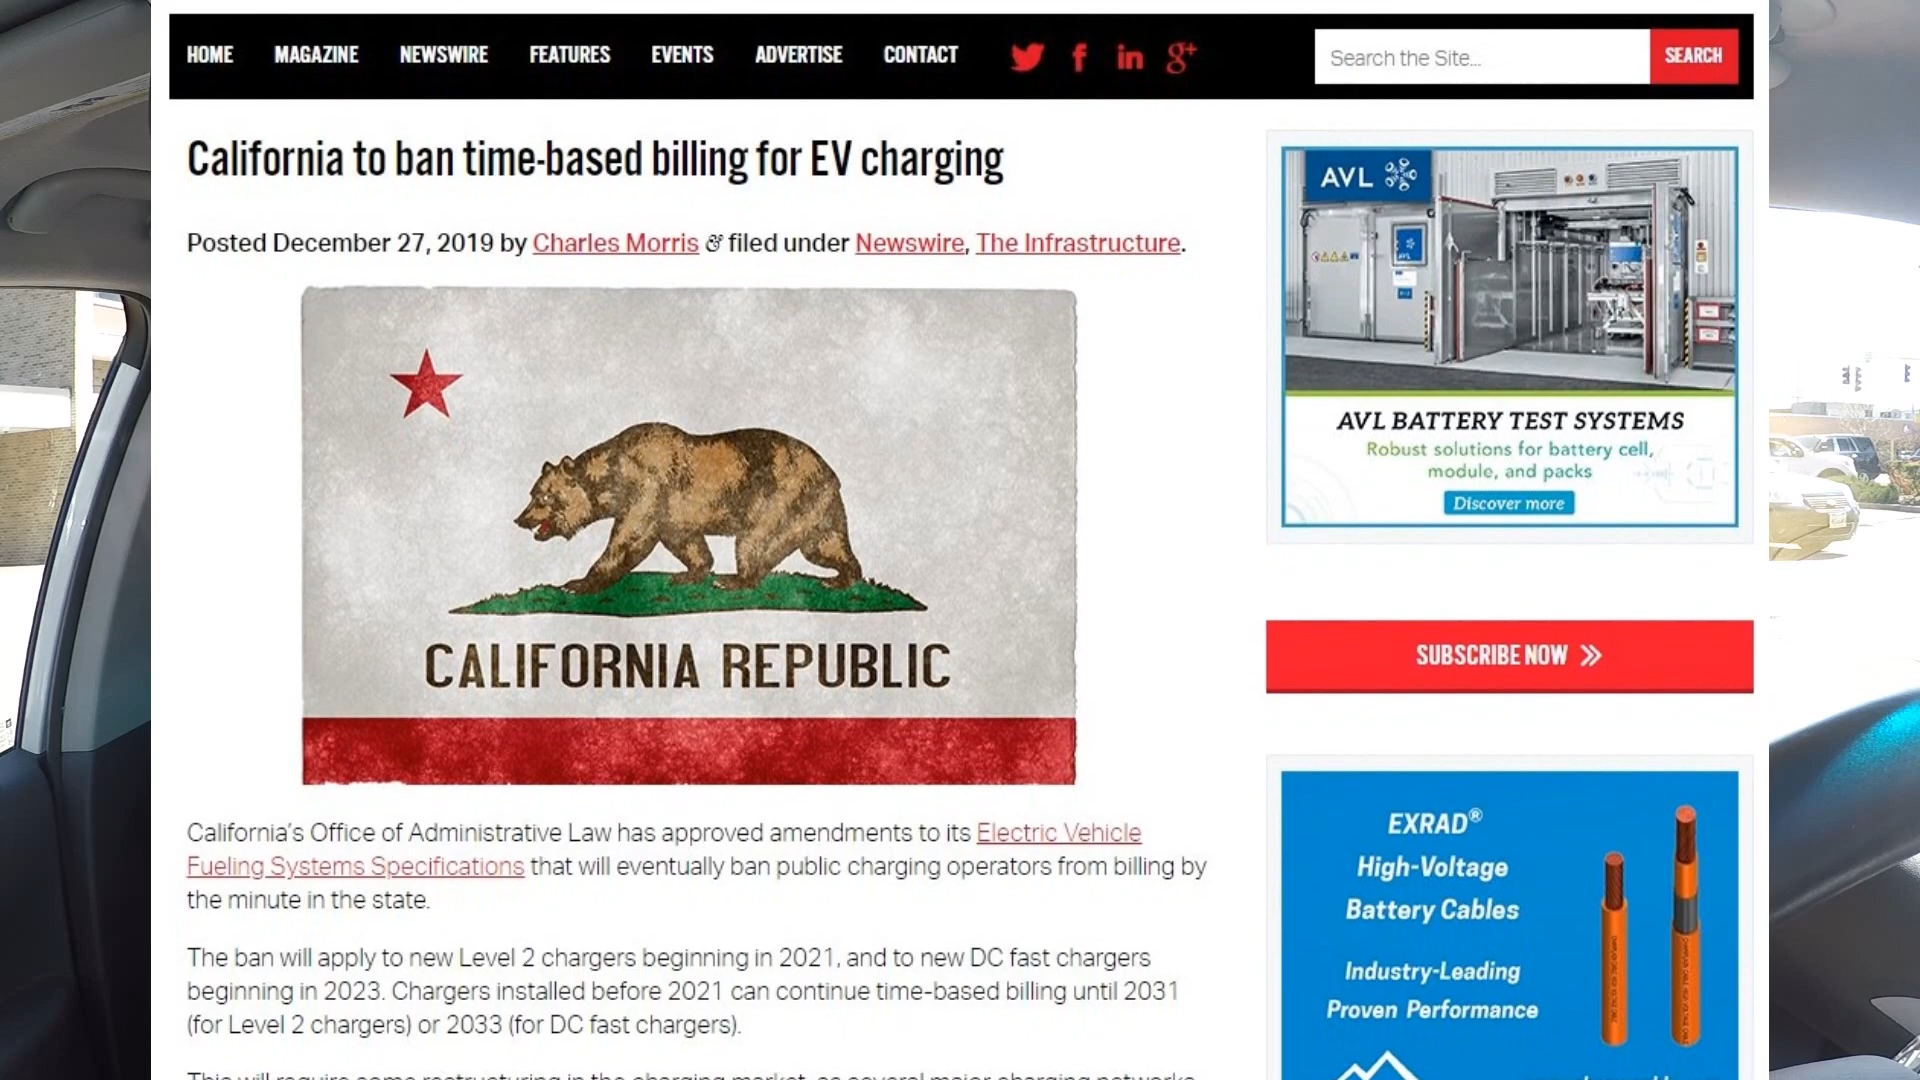 HOME MAGAZINE NEWSWIRE FEATURES EVENTS ADVERTISE CONTACT
Search the Site...
SEARCH
California to ban time-based billing for EV charging
Posted December 27, 2019 by Charles Morris & filed under Newswire, The Infrastructure.
CALIFORNIA REPUBLIC
California's Office of Administrative Law has approved amendments to its Electric Vehicle
Fueling Systems Specifications that will eventually ban public charging operators from billing by
the minute in the state.
The ban will apply to new Level 2 chargers beginning in 2021, and to new DC fast chargers
beginning in 2023. Chargers installed before 2021 can continue time-based billing until 2031
(for Level 2 chargers) or 2033 (for DC fast chargers).
This will require some restructuring in the charging market, as several major charging networks
AVL
AVL BATTERY TEST SYSTEMS
Robust solutions for battery cell,
module, and packs
Discover more
SUBSCRIBE NOW
EXRAD®
High-Voltage
Battery Cables
Industry-Leading
Proven Performance